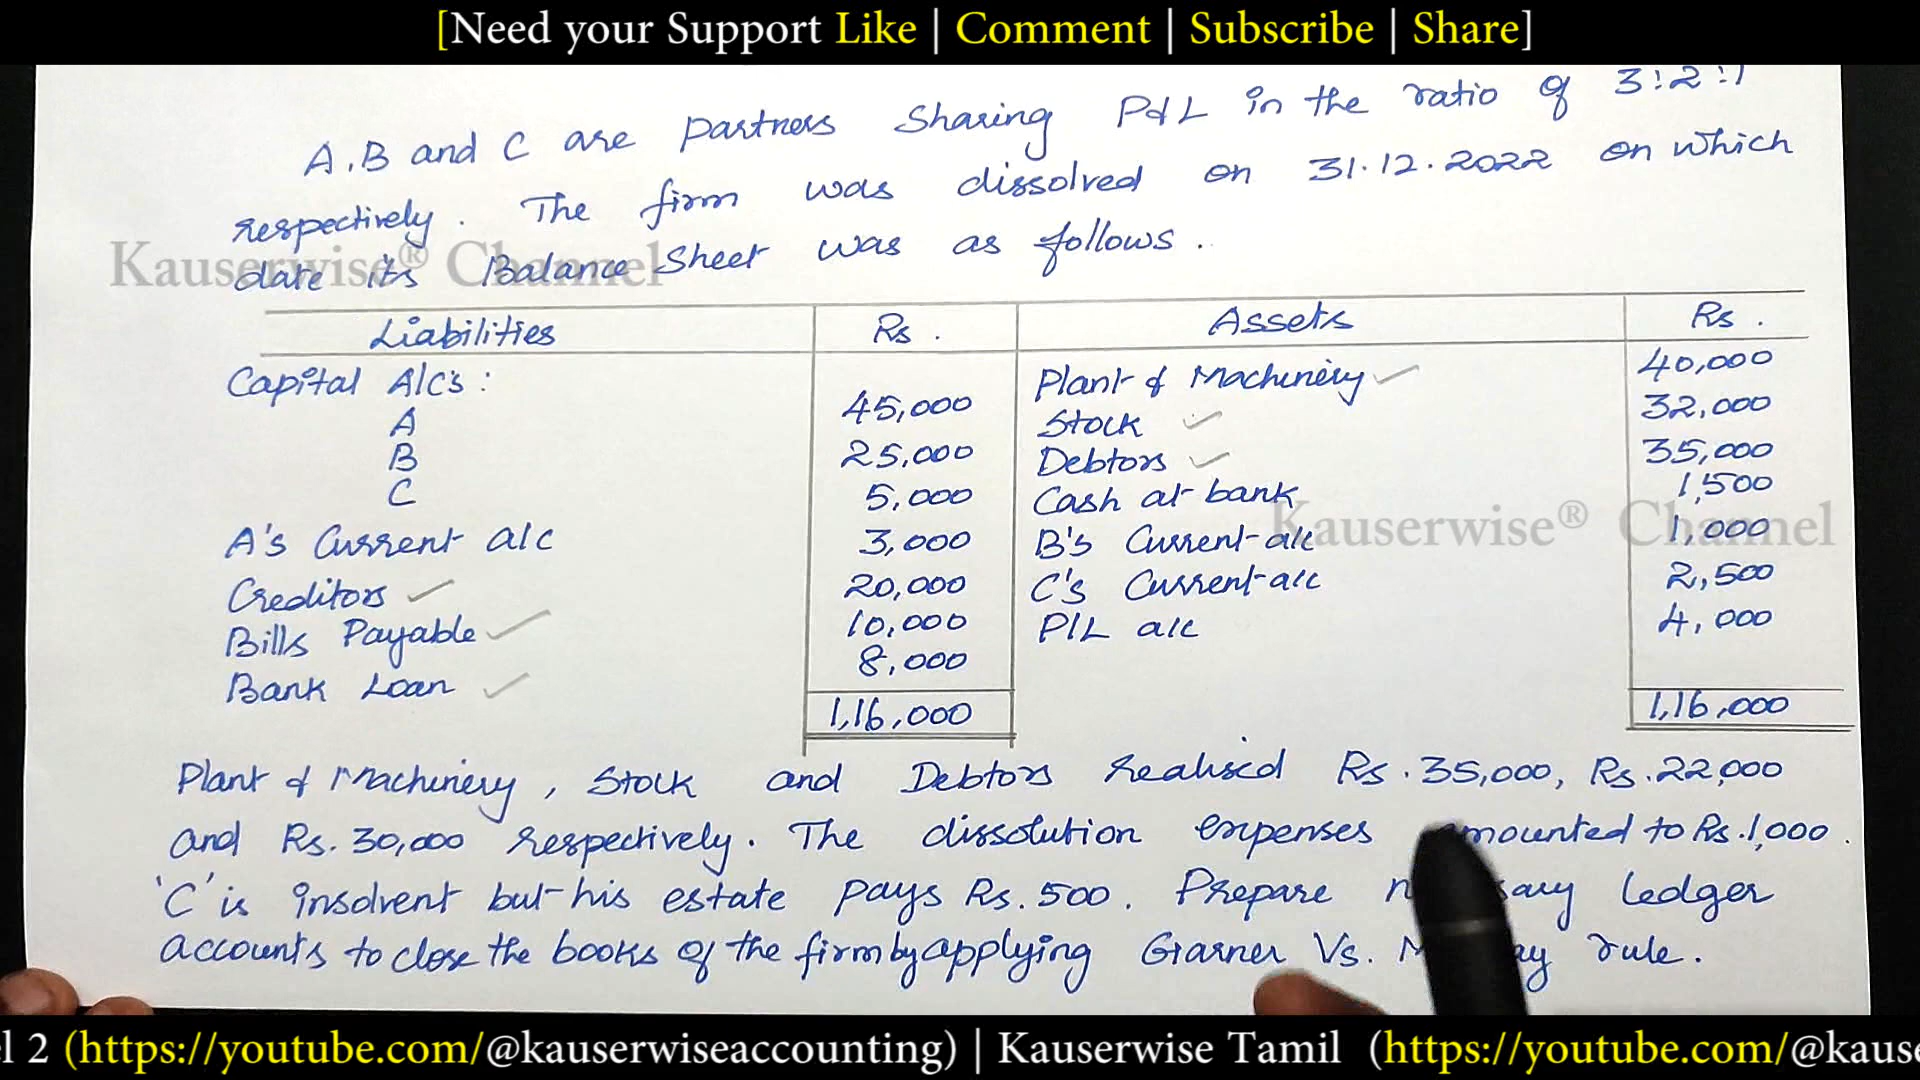 [Need your Support Like | Comment | Subscribe | Share]
A, B and C are partners sharing P&L in the ratio of 3:2:1
respectively. The firm was dissolved on 31.12.2022 on which
date its Balance Sheet was as follows.
Kauserwise® Channel
Liabilities Rs. Assets Rs.
Capital A/c's: Plant & Machinery ✓ 40,000
A 45,000 Stock ✓ 32,000
B 25,000 Debtors ✓ 35,000
C 5,000 Cash at bank 1,500
A's Current a/c 3,000 B's Current a/c 1,000
Kauserwise® Channel
Creditors ✓ 20,000 C's Current a/c 2,500
Bills Payable ✓ 10,000 P/L a/c 4,000
Bank Loan ✓ 8,000
1,16,000 1,16,000
Plant & Machinery, Stock and Debtors realised Rs.35,000, Rs.22,000
and Rs.30,000 respectively. The dissolution expenses mounted to Rs.1,000.
'C' is insolvent but his estate pays Rs.500. Prepare ledger
accounts to close the books of the firm by applying Garner Vs. rule.
l 2 (https://youtube.com/@kauserwiseaccounting) | Kauserwise Tamil (https://youtube.com/@kause